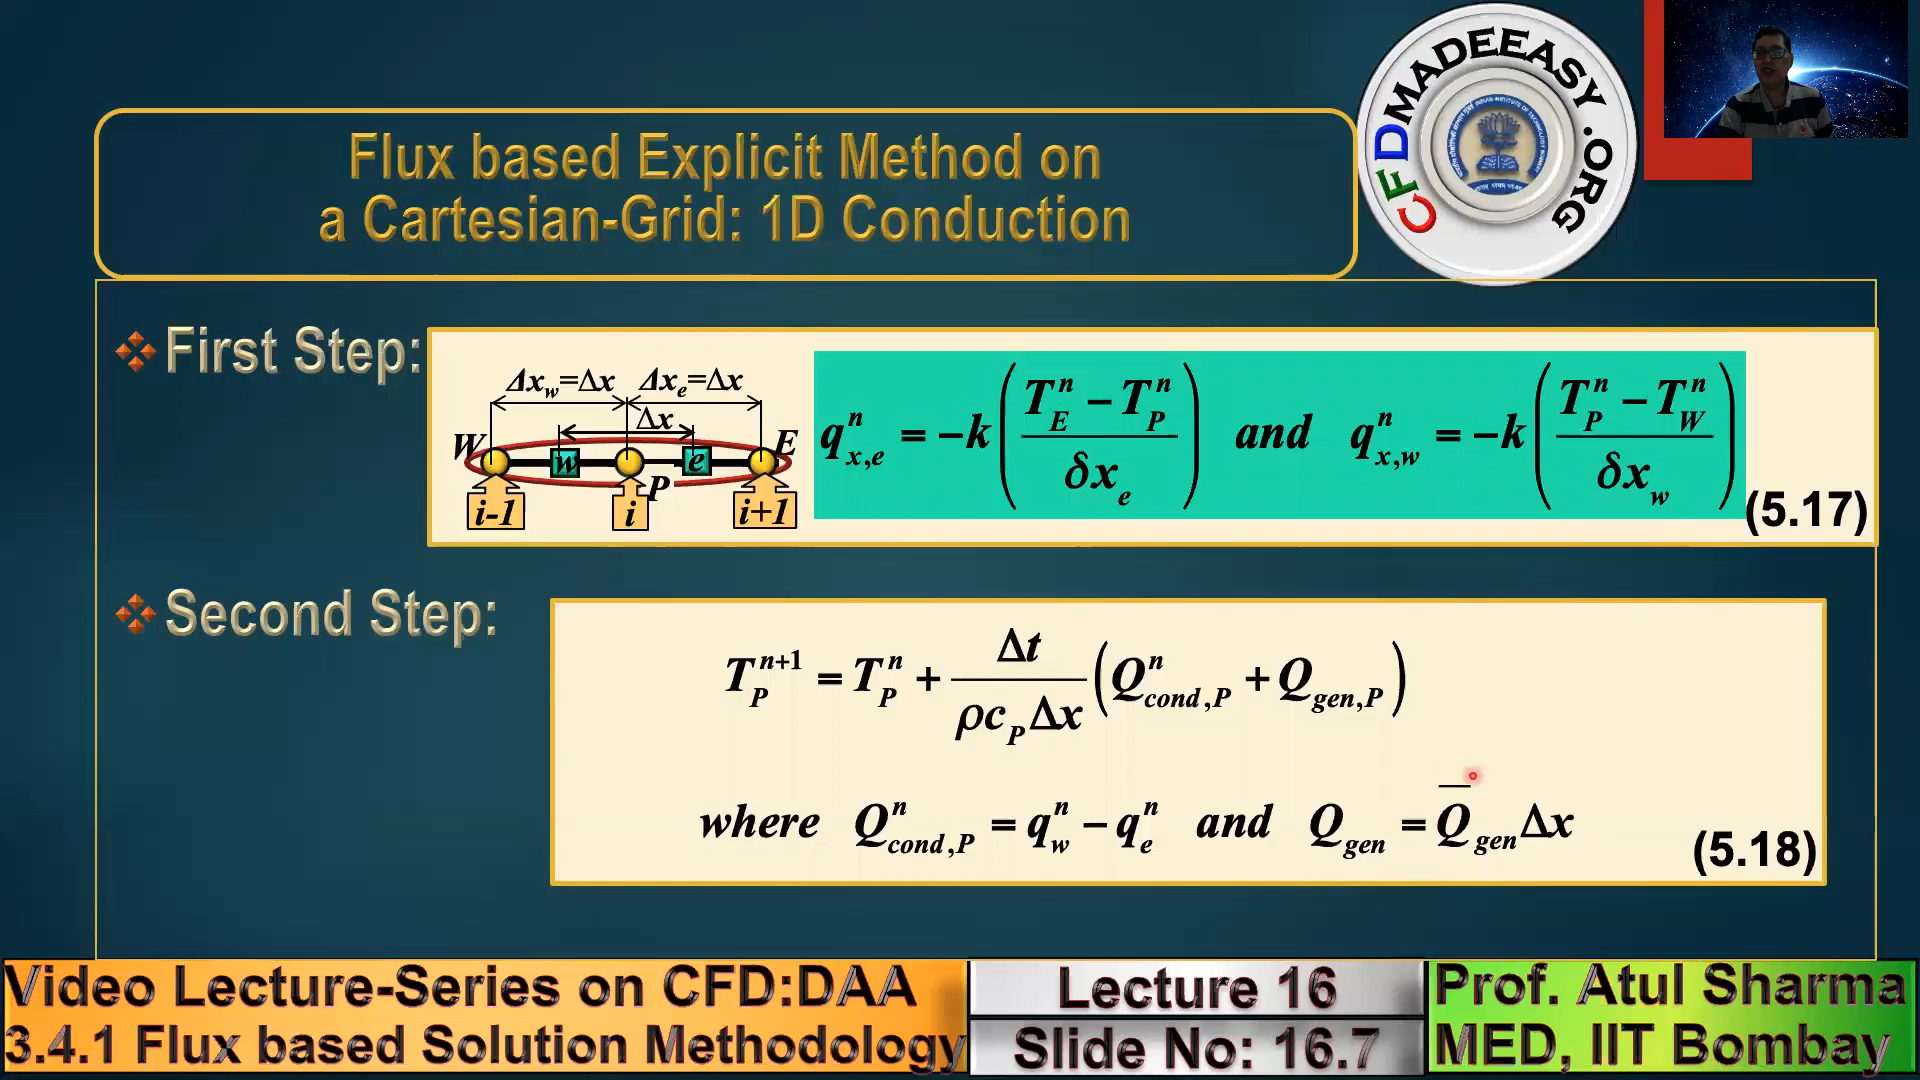 Flux based Explicit Method on
a Cartesian-Grid: 1D Conduction
CFDMADEEASY.ORG
First Step:
Δx_w=Δx Δx_e=Δx
Δx
W w P e E
i-1 i i+1
q^n_{x,e} = -k((T^n_E - T^n_P)/δx_e) and q^n_{x,w} = -k((T^n_P - T^n_W)/δx_w)
(5.17)
Second Step:
T_P^{n+1} = T_P^n + Δt/(ρc_PΔx) (Q^n_{cond,P} + Q_{gen,P})
where Q^n_{cond,P} = q^n_w - q^n_e and Q_{gen} = Q̅_{gen}Δx
(5.18)
Video Lecture-Series on CFD:DAA
3.4.1 Flux based Solution Methodology
Lecture 16
Slide No: 16.7
Prof. Atul Sharma
MED, IIT Bombay